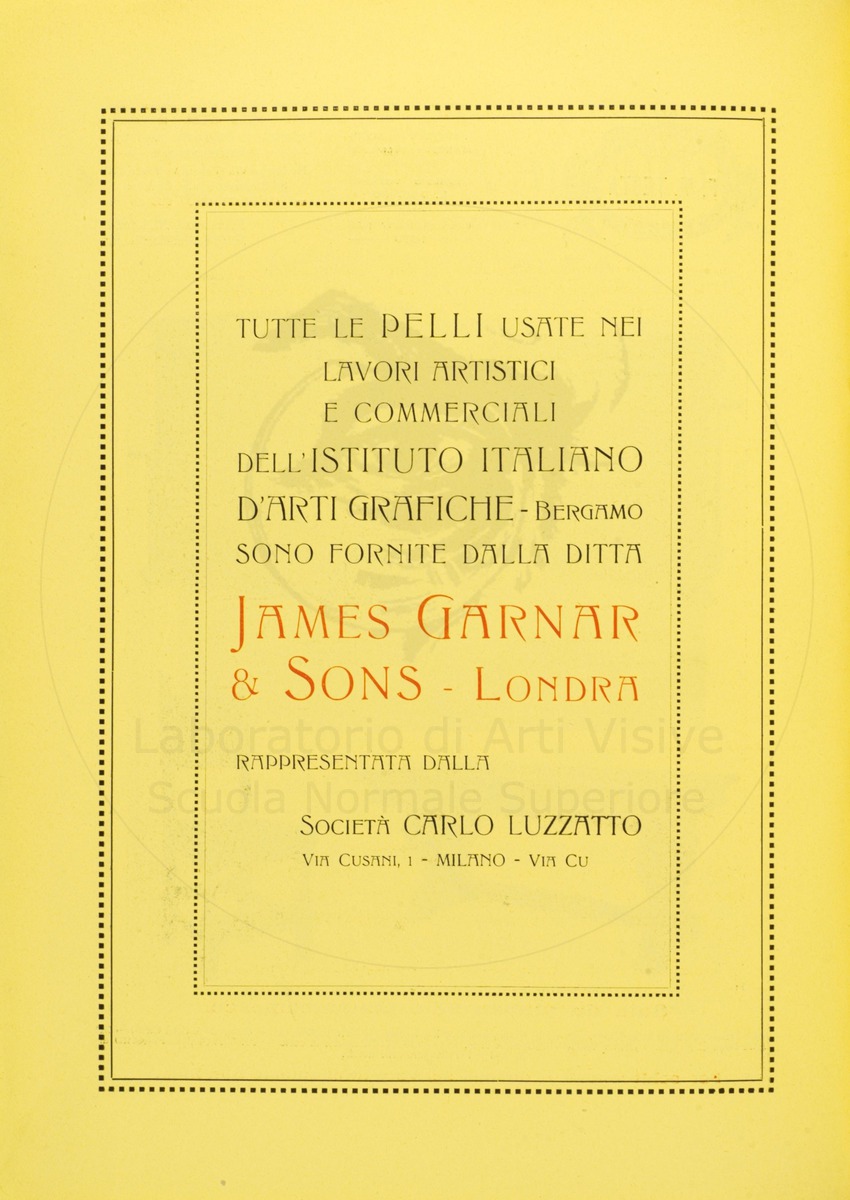 TUTTE LE PELLI USATE NEI
LAVORI ARTISTICI
E COMMERCIALI
DELL'ISTITUTO ITALIANO
D'ARTI GRAFICHE - BERGAMO
SONO FORNITE DALLA DITTA
JAMES GARNAR
& SONS - LONDRA
Laboratorio di Arti Visive
RAPPRESENTATA DALLA
Scuola Normale Superiore
SOCIETÀ CARLO LUZZATTO
VIA CUSANI, 1 - MILANO - VIA CU